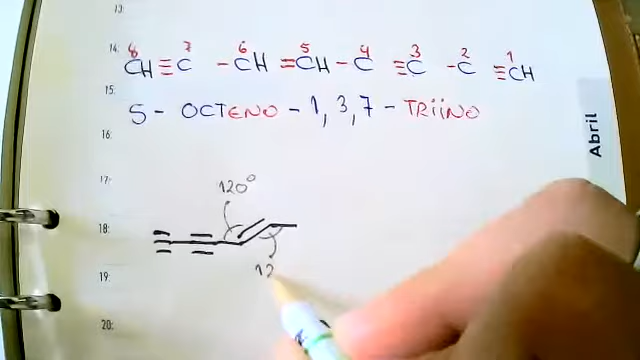 13:
14:
8 7 6 5 4 3 2 1
CH≡C-CH=CH-C≡C-C≡CH
15:
5- OCTENO - 1,3,7 - TRIINO
Abril
16:
17:
120°
18:
12
19:
20: